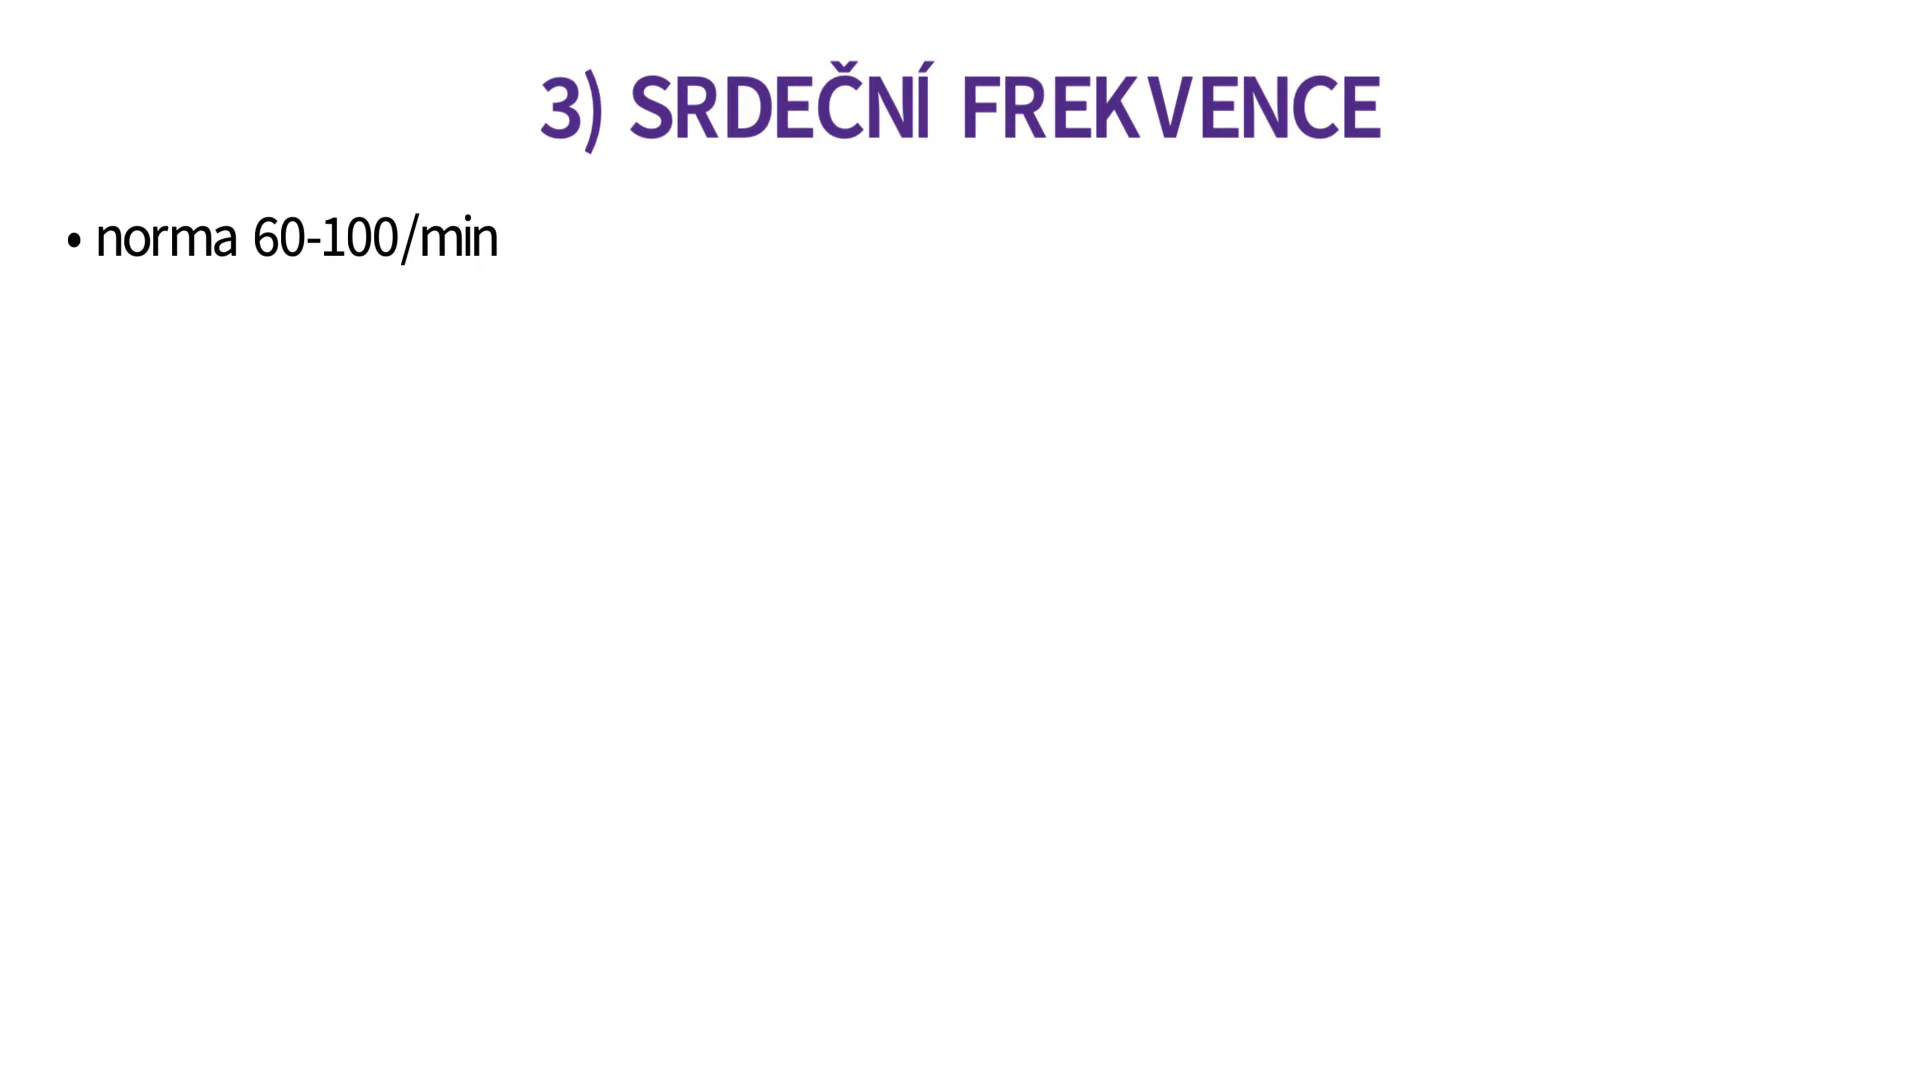 3) SRDEČNÍ FREKVENCE
• norma 60-100/min